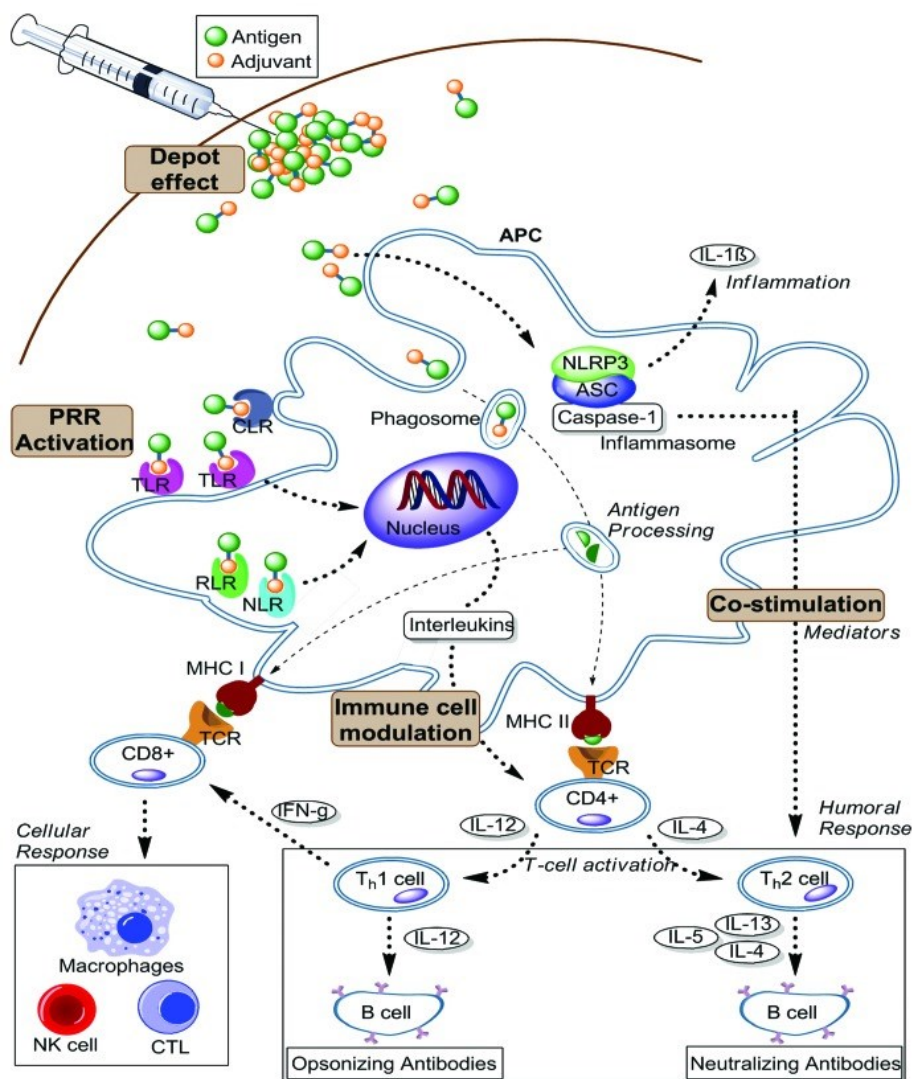 Antigen
Adjuvant
Depot
effect
APC
IL-1ß
Inflammation
NLRP3
ASC
Caspase-1
Inflammasome
Phagosome
CLR
PRR
Activation
TLR
TLR
Nucleus
Antigen
Processing
RLR
NLR
Interleukins
Co-stimulation
Mediators
MHC I
TCR
Immune cell
modulation
MHC II
TCR
CD8+
CD4+
IFN-g
IL-12
IL-4
Cellular
Response
Humoral
Response
T-cell activation
Th1 cell
Th2 cell
IL-12
IL-13
IL-5
IL-4
Macrophages
B cell
B cell
NK cell
CTL
Opsonizing Antibodies
Neutralizing Antibodies